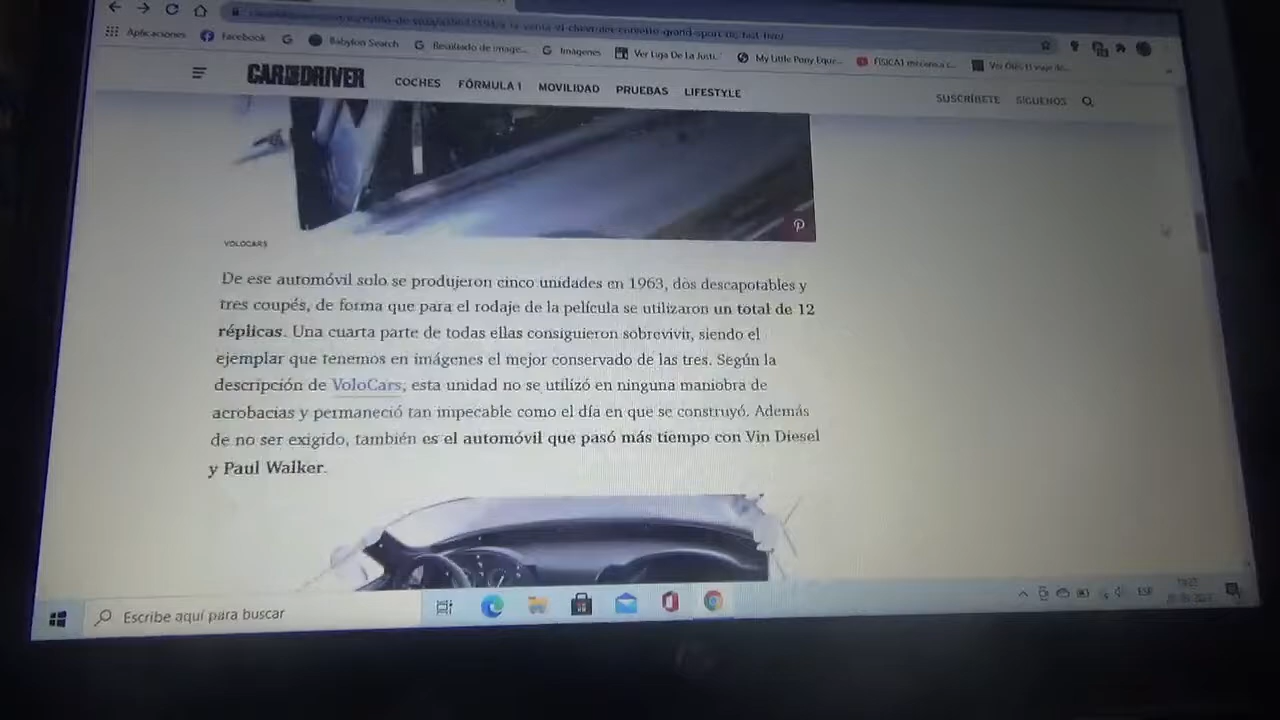 Aplicaciones Facebook Babylon Search Resultado de image... Imágenes Ver Liga De La Justi... My Little Pony Eque...
CAR AND DRIVER COCHES FÓRMULA 1 MOVILIDAD PRUEBAS LIFESTYLE SUSCRÍBETE SÍGUENOS
VOLOCARS
De ese automóvil solo se produjeron cinco unidades en 1963, dos descapotables y
tres coupés, de forma que para el rodaje de la película se utilizaron un total de 12
réplicas. Una cuarta parte de todas ellas consiguieron sobrevivir, siendo el
ejemplar que tenemos en imágenes el mejor conservado de las tres. Según la
descripción de VoloCars, esta unidad no se utilizó en ninguna maniobra de
acrobacias y permaneció tan impecable como el día en que se construyó. Además
de no ser exigido, también es el automóvil que pasó más tiempo con Vin Diesel
y Paul Walker.
Escribe aquí para buscar